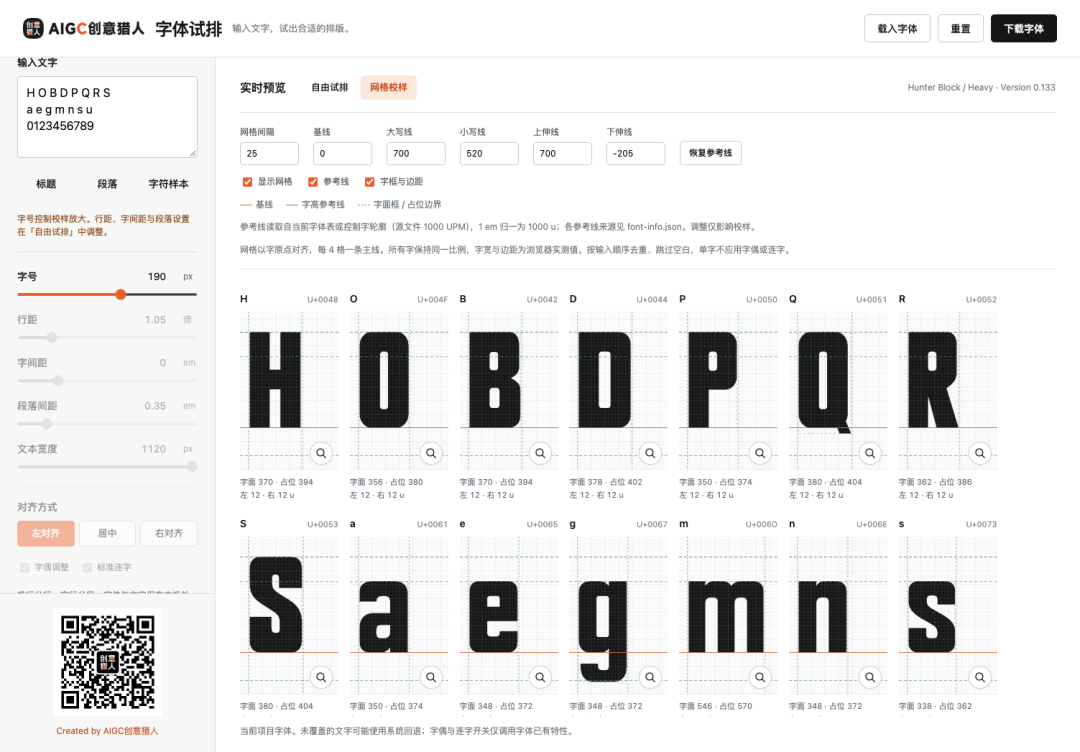 创意猎人 AIGC创意猎人 字体试排 输入文字，试出合适的排版。 载入字体 重置 下载字体
输入文字
H O B D P Q R S
a e g m n s u
0123456789
标题 段落 字符样本
字号控制校样放大。行距、字间距与段落设置
在「自由试排」中调整。
字号 190 px
行距 1.05 倍
字间距 0 em
段落间距 0.35 em
文本宽度 1120 px
对齐方式
左对齐 居中 右对齐
字偶调整 标准连字
创意
猎人
Created by AIGC创意猎人
实时预览 自由试排 网格校样 Hunter Block / Heavy · Version 0.133
网格间隔 基线 大写线 小写线 上伸线 下伸线
25 0 700 520 700 -205 恢复参考线
显示网格 参考线 字框与边距
基线 字高参考线 字面框 / 占位边界
参考线读取自当前字体表或控制字轮廓（源文件 1000 UPM），1 em 归一为 1000 u；各参考线来源见 font-info.json。调整仅影响校样。
网格以字原点对齐，每 4 格一条主线。所有字保持同一比例，字宽与边距为浏览器实测值。按输入顺序去重、跳过空白，单字不应用字偶或连字。
H U+0048 O U+004F B U+0042 D U+0044 P U+0050 Q U+0051 R U+0052
H O B D P Q R
字面 370 · 占位 394 字面 356 · 占位 380 字面 370 · 占位 394 字面 378 · 占位 402 字面 350 · 占位 374 字面 380 · 占位 404 字面 362 · 占位 386
左 12 · 右 12 u 左 12 · 右 12 u 左 12 · 右 12 u 左 12 · 右 12 u 左 12 · 右 12 u 左 12 · 右 12 u 左 12 · 右 12 u
S U+0053 a U+0061 e U+0065 g U+0067 m U+006D n U+006E s U+0073
S a e g m n s
字面 380 · 占位 404 字面 350 · 占位 374 字面 348 · 占位 372 字面 348 · 占位 372 字面 546 · 占位 570 字面 348 · 占位 372 字面 338 · 占位 362
当前项目字体。未覆盖的文字可能使用系统回退；字偶与连字开关仅调用字体已有特性。